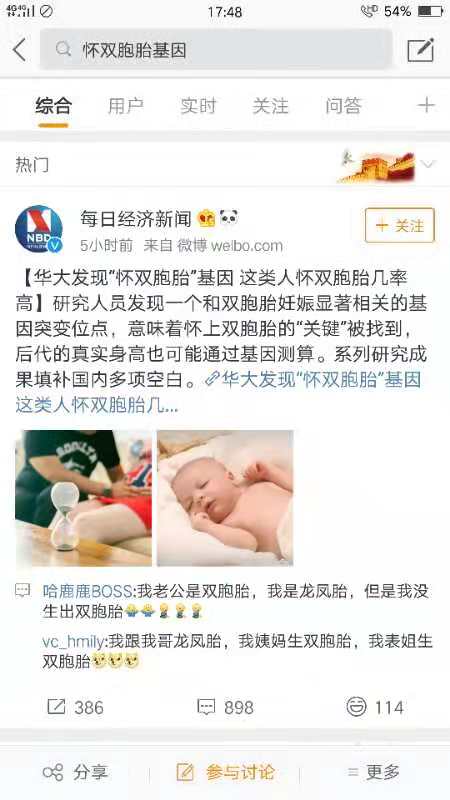 4G 4G
17:48
HD
54%
怀双胞胎基因
综合
用户
实时
关注
问答
热门
NBD
每日经济新闻
关注
5小时前 来自 微博 weibo.com
【华大发现“怀双胞胎”基因 这类人怀双胞胎几率
高】研究人员发现一个和双胞胎妊娠显著相关的基
因突变位点，意味着怀上双胞胎的“关键”被找到，
后代的真实身高也可能通过基因测算。系列研究成
果填补国内多项空白。华大发现“怀双胞胎”基因
这类人怀双胞胎几...
哈鹿鹿BOSS:我老公是双胞胎，我是龙凤胎，但是我没
生出双胞胎
vc_hmily:我跟我哥龙凤胎，我姨妈生双胞胎，我表姐生
双胞胎
386
898
114
分享
参与讨论
更多